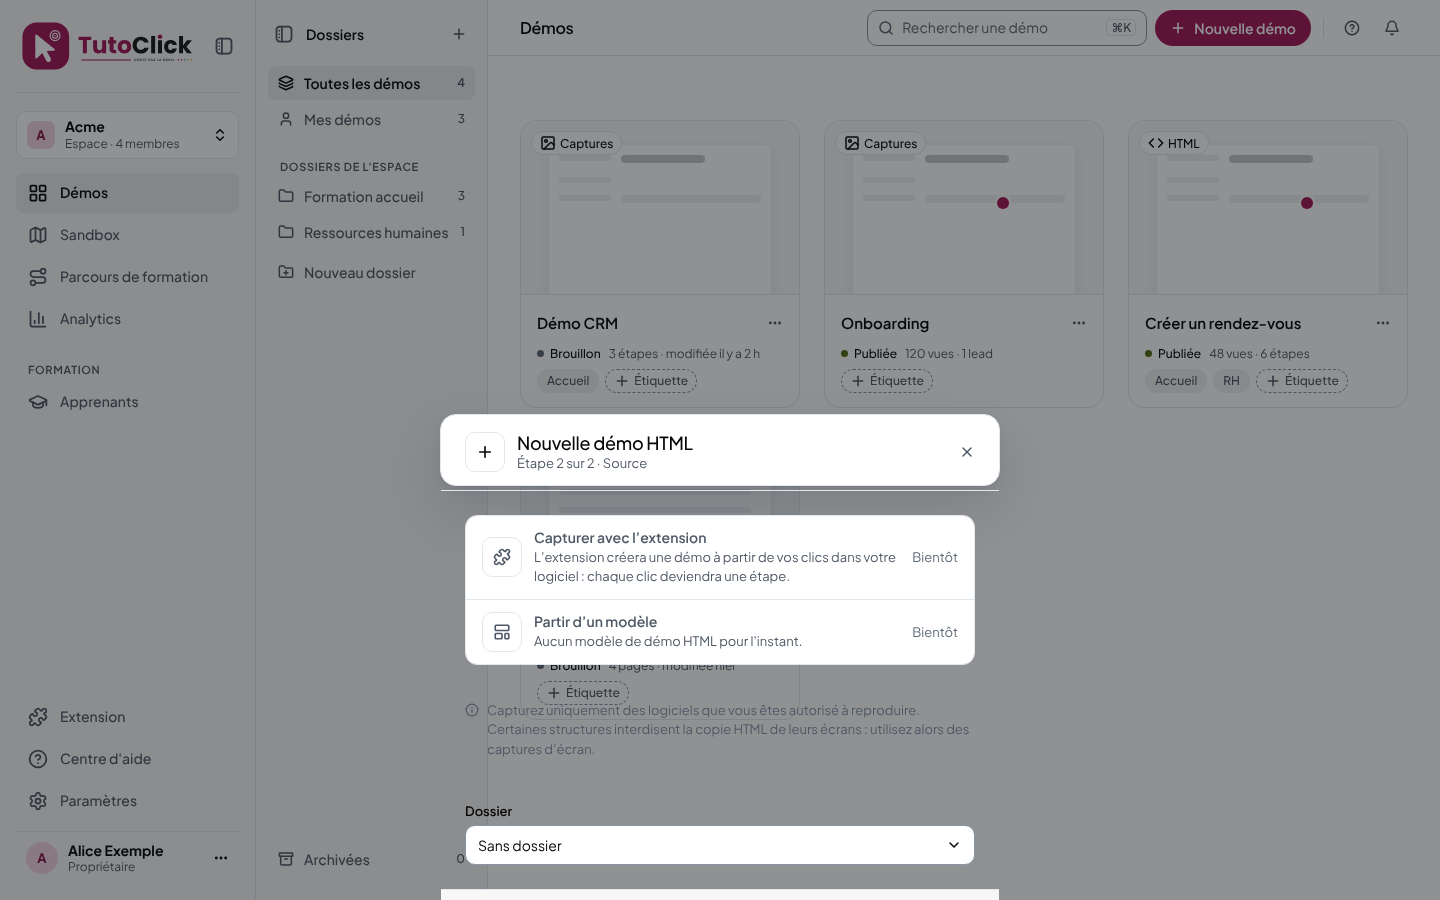 TutoClick
Acme
Espace · 4 membres
Démos
Sandbox
Parcours de formation
Analytics
FORMATION
Apprenants
Extension
Centre d'aide
Paramètres
A
Alice Exemple
Propriétaire
A
Dossiers
Toutes les démos 4
Mes démos 3
DOSSIERS DE L'ESPACE
Formation accueil 3
Ressources humaines 1
Nouveau dossier
Archivées 0
Démos
Rechercher une démo ⌘K
Nouvelle démo
Captures
Démo CRM
Brouillon 3 étapes · modifiée il y a 2 h
Accueil + Étiquette
Captures
Onboarding
Publiée 120 vues · 1 lead
+ Étiquette
HTML
Créer un rendez-vous
Publiée 48 vues · 6 étapes
Accueil RH + Étiquette
Brouillon 4 pages · modifiée hier
+ Étiquette
Nouvelle démo HTML
Étape 2 sur 2 · Source
Capturer avec l’extension
L’extension créera une démo à partir de vos clics dans votre
logiciel : chaque clic deviendra une étape.
Bientôt
Partir d’un modèle
Aucun modèle de démo HTML pour l’instant.
Bientôt
Capturez uniquement des logiciels que vous êtes autorisé à reproduire.
Certaines structures interdisent la copie HTML de leurs écrans : utilisez alors des
captures d’écran.
Dossier
Sans dossier